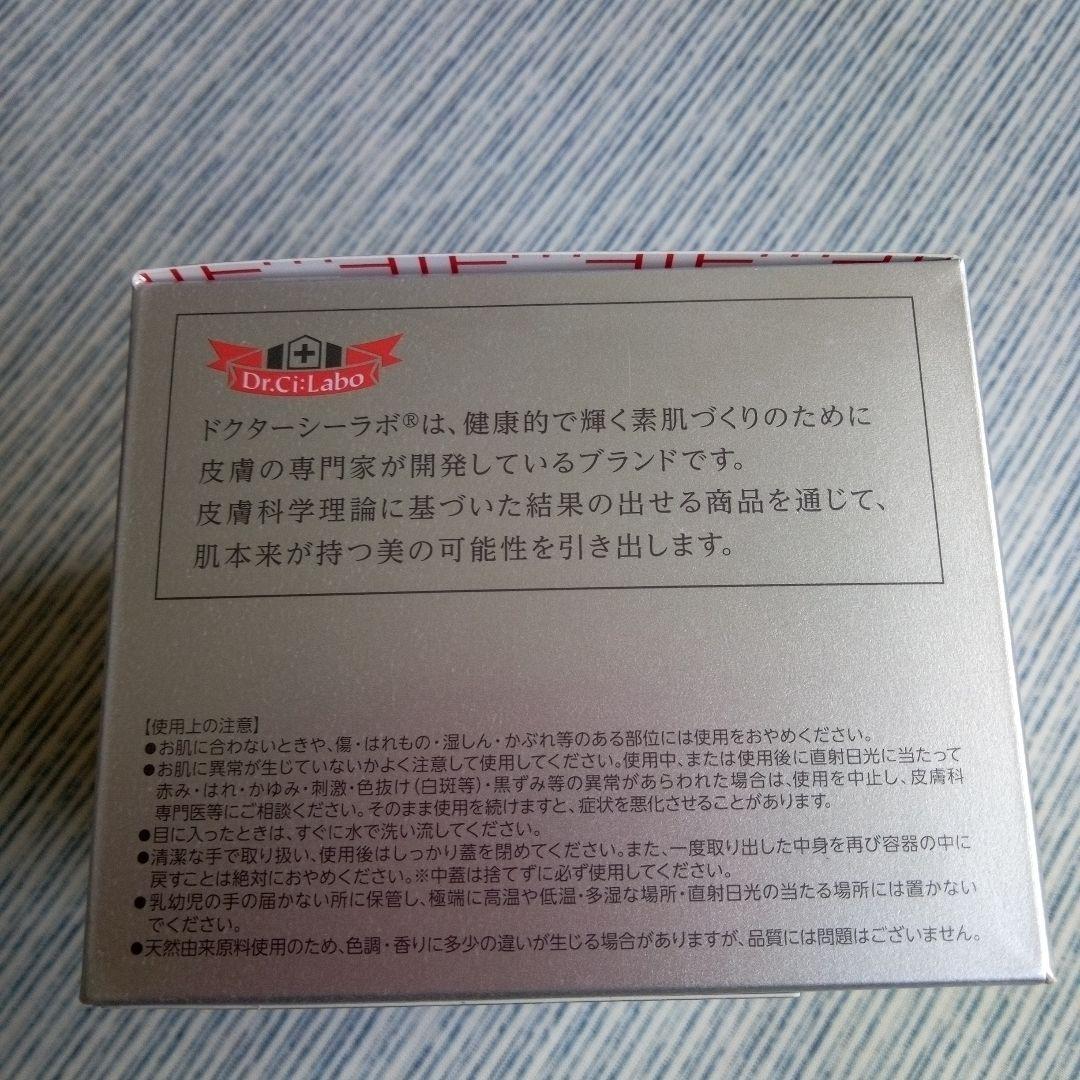 Dr.Ci:Labo
ドクターシーラボ®は、健康的で輝く素肌づくりのために
皮膚の専門家が開発しているブランドです。
皮膚科学理論に基づいた結果の出せる商品を通じて、
肌本来が持つ美の可能性を引き出します。
【使用上の注意】
●お肌に合わないときや、傷・はれもの・湿しん・かぶれ等のある部位には使用をおやめください。
●お肌に異常が生じていないかよく注意して使用してください。使用中、または使用後に直射日光に当たって
赤み・はれ・かゆみ・刺激・色抜け(白斑等)・黒ずみ等の異常があらわれた場合は、使用を中止し、皮膚科
専門医等にご相談ください。そのまま使用を続けますと、症状を悪化させることがあります。
●目に入ったときは、すぐに水で洗い流してください。
●清潔な手で取り扱い、使用後はしっかり蓋を閉めてください。また、一度取り出した中身を再び容器の中に
戻すことは絶対におやめください。※中蓋は捨てずに必ず使用してください。
●乳幼児の手の届かない所に保管し、極端に高温や低温・多湿な場所・直射日光の当たる場所には置かない
でください。
●天然由来原料使用のため、色調・香りに多少の違いが生じる場合がありますが、品質には問題はございません。